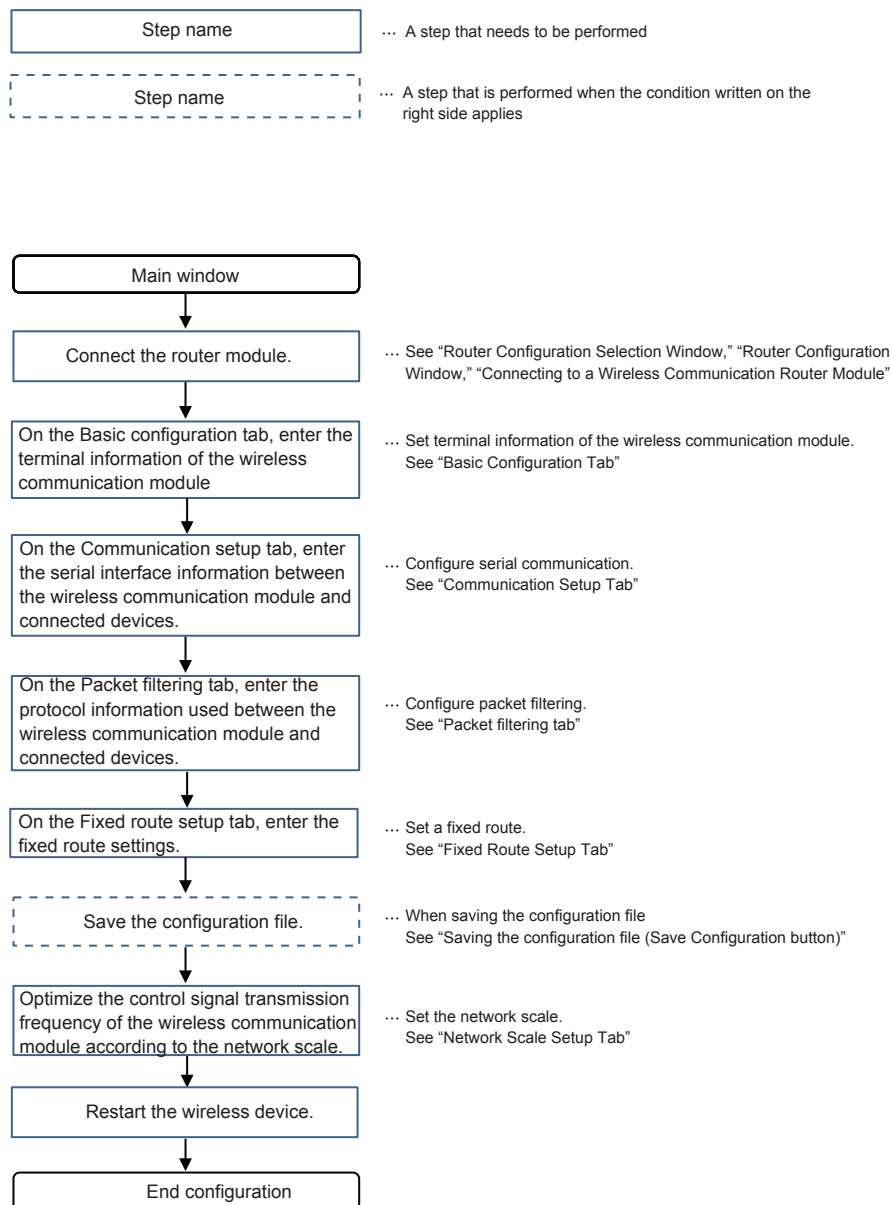 Step name
... A step that needs to be performed
Step name
... A step that is performed when the condition written on the
right side applies
Main window
Connect the router module.
... See “Router Configuration Selection Window,” “Router Configuration
Window,” “Connecting to a Wireless Communication Router Module”
On the Basic configuration tab, enter the
terminal information of the wireless
communication module
... Set terminal information of the wireless communication module.
See “Basic Configuration Tab”
On the Communication setup tab, enter
the serial interface information between
the wireless communication module and
connected devices.
... Configure serial communication.
See “Communication Setup Tab”
On the Packet filtering tab, enter the
protocol information used between the
wireless communication module and
connected devices.
... Configure packet filtering.
See “Packet filtering tab”
On the Fixed route setup tab, enter the
fixed route settings.
... Set a fixed route.
See “Fixed Route Setup Tab”
Save the configuration file.
... When saving the configuration file
See “Saving the configuration file (Save Configuration button)”
Optimize the control signal transmission
frequency of the wireless communication
module according to the network scale.
... Set the network scale.
See “Network Scale Setup Tab”
Restart the wireless device.
End configuration